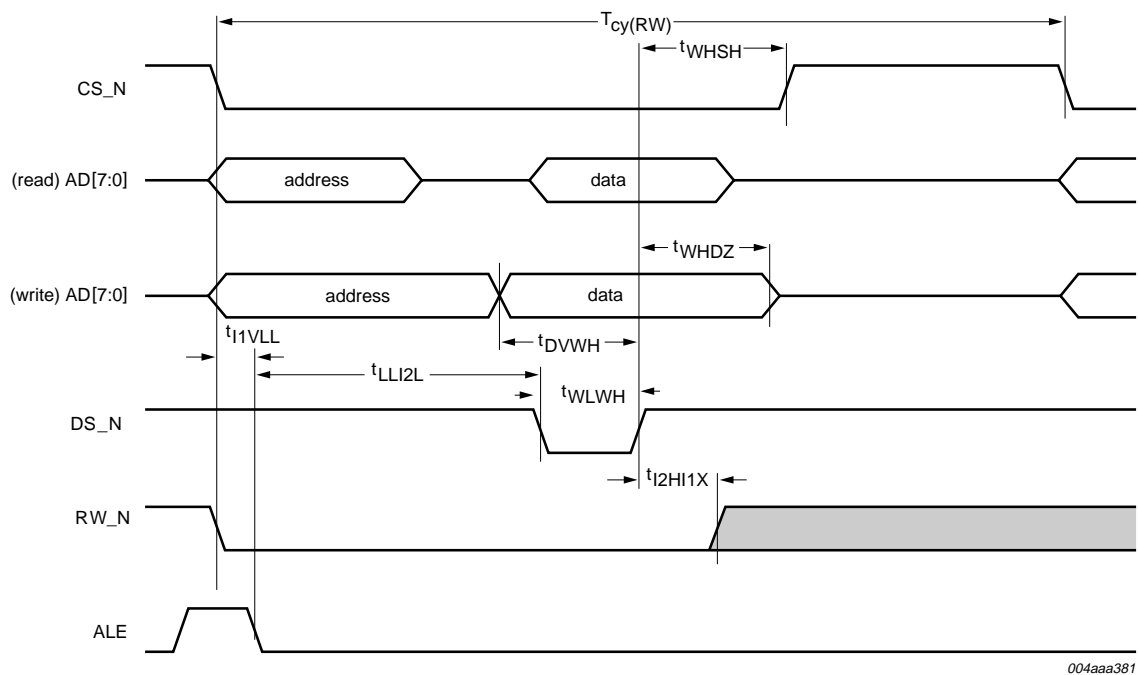 Tcy(RW)
tWHSH
CS_N
(read) AD[7:0]
address
data
tWHDZ
(write) AD[7:0]
address
data
tI1VLL
tDVWH
tLLI2L
tWLWH
DS_N
tI2HI1X
RW_N
ALE
004aaa381